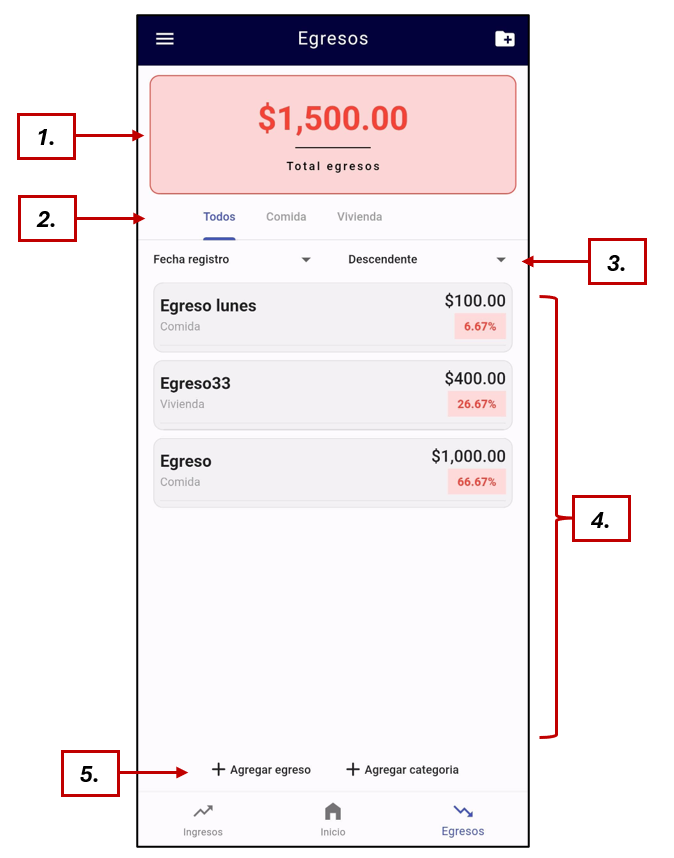 Egresos
$1,500.00
1.
Total egresos
2.
Todos Comida Vivienda
Fecha registro Descendente
3.
Egreso lunes $100.00
Comida 6.67%
Egreso33 $400.00
Vivienda 26.67%
Egreso $1,000.00
Comida 66.67%
4.
5.
Agregar egreso Agregar categoria
Ingresos Inicio Egresos